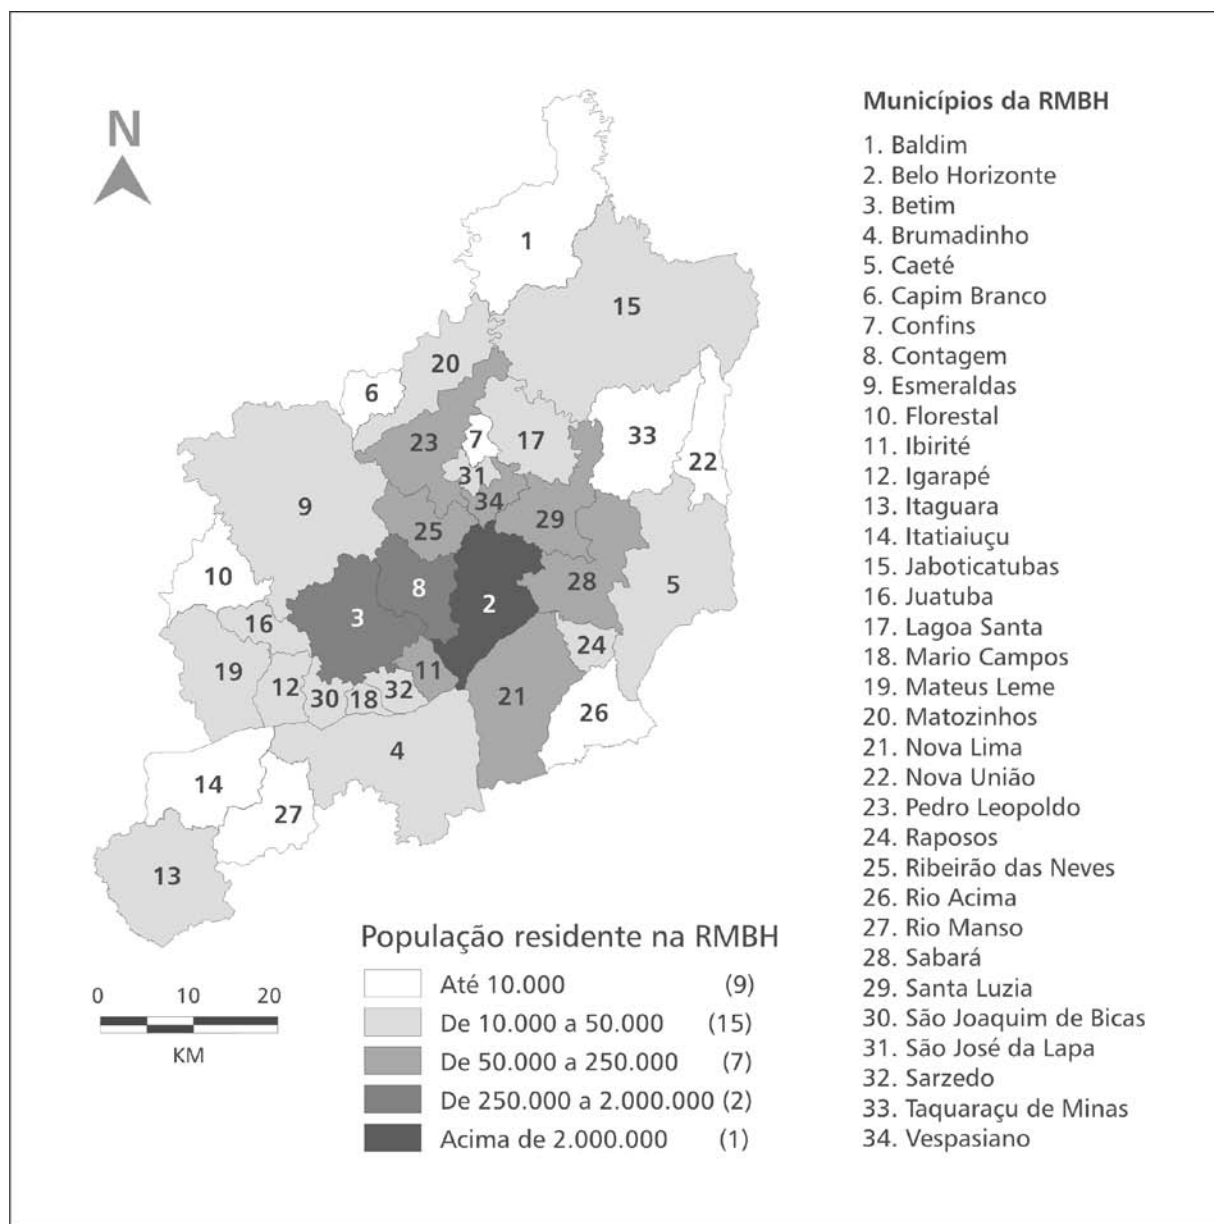 N
Municípios da RMBH
1. Baldim
2. Belo Horizonte
3. Betim
4. Brumadinho
5. Caeté
6. Capim Branco
7. Confins
8. Contagem
9. Esmeraldas
10. Florestal
11. Ibirité
12. Igarapé
13. Itaguara
14. Itatiaiuçu
15. Jaboticatubas
16. Juatuba
17. Lagoa Santa
18. Mario Campos
19. Mateus Leme
20. Matozinhos
21. Nova Lima
22. Nova União
23. Pedro Leopoldo
24. Raposos
25. Ribeirão das Neves
26. Rio Acima
27. Rio Manso
28. Sabará
29. Santa Luzia
30. São Joaquim de Bicas
31. São José da Lapa
32. Sarzedo
33. Taquaraçu de Minas
34. Vespasiano
1
15
20
6
7
17
33
23
22
31
34
9
29
25
10
8
28
5
3
2
16
24
19
11
12
32
30
18
21
26
4
14
27
13
População residente na RMBH
Até 10.000 (9)
De 10.000 a 50.000 (15)
De 50.000 a 250.000 (7)
De 250.000 a 2.000.000 (2)
Acima de 2.000.000 (1)
0 10 20
KM